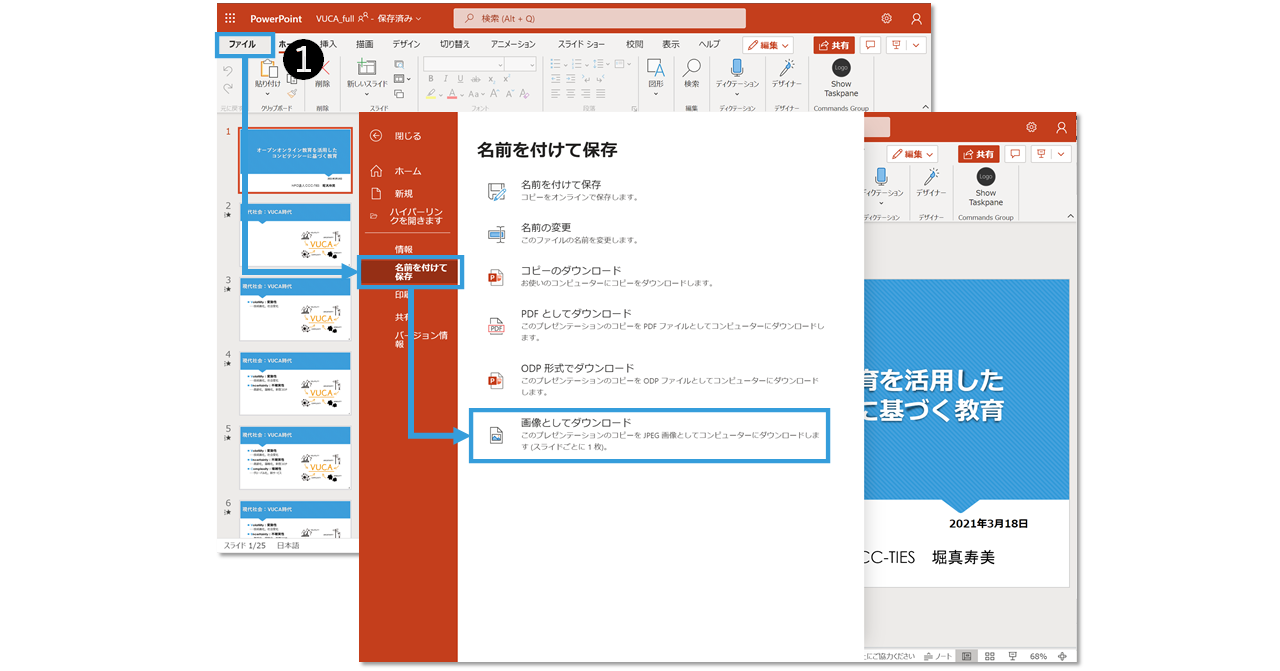 PowerPoint VUCA_full - 保存済み
検索 (Alt + Q)
ファイル
挿入 描画 デザイン 切り替え アニメーション スライド ショー 校閲 表示 ヘルプ 編集 共有
1
貼り付け 削除 新しいスライド
図形 検索 ディクテーション デザイナー Logo Show Taskpane
クリップボード 削除 スライド フォント 段落 編集 ディクテーション デザイナー Commands Group
1
オープンオンライン教育を活用した
コンピテンシーに基づく教育
2
現代社会:VUCA時代
VUCA
3
現代社会:VUCA時代
VUCA
4
現代社会:VUCA時代
VUCA
5
現代社会:VUCA時代
VUCA
6
現代社会:VUCA時代
スライド 1/25 日本語
閉じる
ホーム
新規
ハイパーリン
クを開きます
情報
名前を付けて
保存
印刷
共有
バージョン情
報
名前を付けて保存
名前を付けて保存
コピーをオンラインで保存します。
名前の変更
このファイルの名前を変更します。
コピーのダウンロード
お使いのコンピューターにコピーをダウンロードします。
PDF としてダウンロード
このプレゼンテーションのコピーを PDF ファイルとしてコンピューターにダウンロードし
ます。
ODP 形式でダウンロード
このプレゼンテーションのコピーを ODP ファイルとしてコンピューターにダウンロード
します。
画像としてダウンロード
このプレゼンテーションのコピーを JPEG 画像としてコンピューターにダウンロードしま
す (スライドごとに 1 枚)。
編集 共有
ディクテーション デザイナー Logo Show Taskpane
ディクテーション デザイナー Commands Group
育を活用した
に基づく教育
2021年3月18日
CC-TIES 堀真寿美
にご協力ください ノート 68%